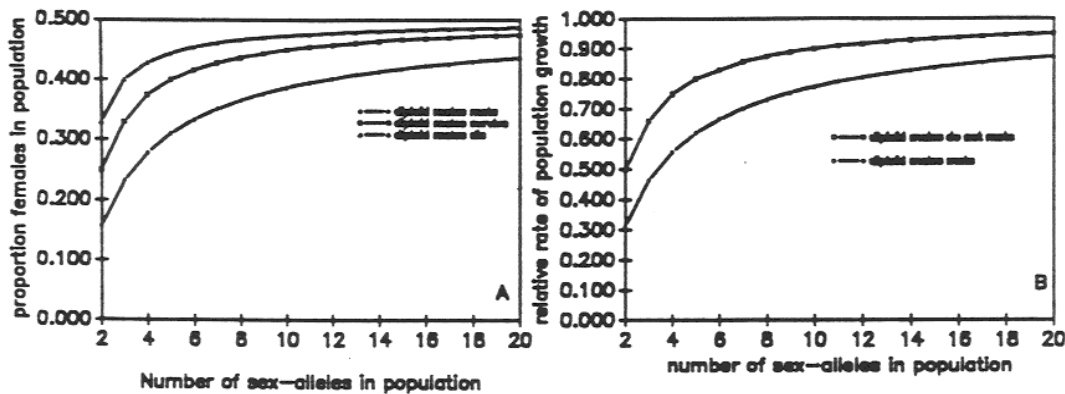 proportion females in population
0.500
0.400
0.300
0.200
0.100
0.000
diploid males mate
diploid males survive
diploid males die
A
2 4 6 8 10 12 14 16 18 20
Number of sex-alleles in population
relative rate of population growth
1.000
0.900
0.800
0.700
0.600
0.500
0.400
0.300
0.200
0.100
0.000
diploid males do not mate
diploid males mate
B
2 4 6 8 10 12 14 16 18 20
number of sex-alleles in population